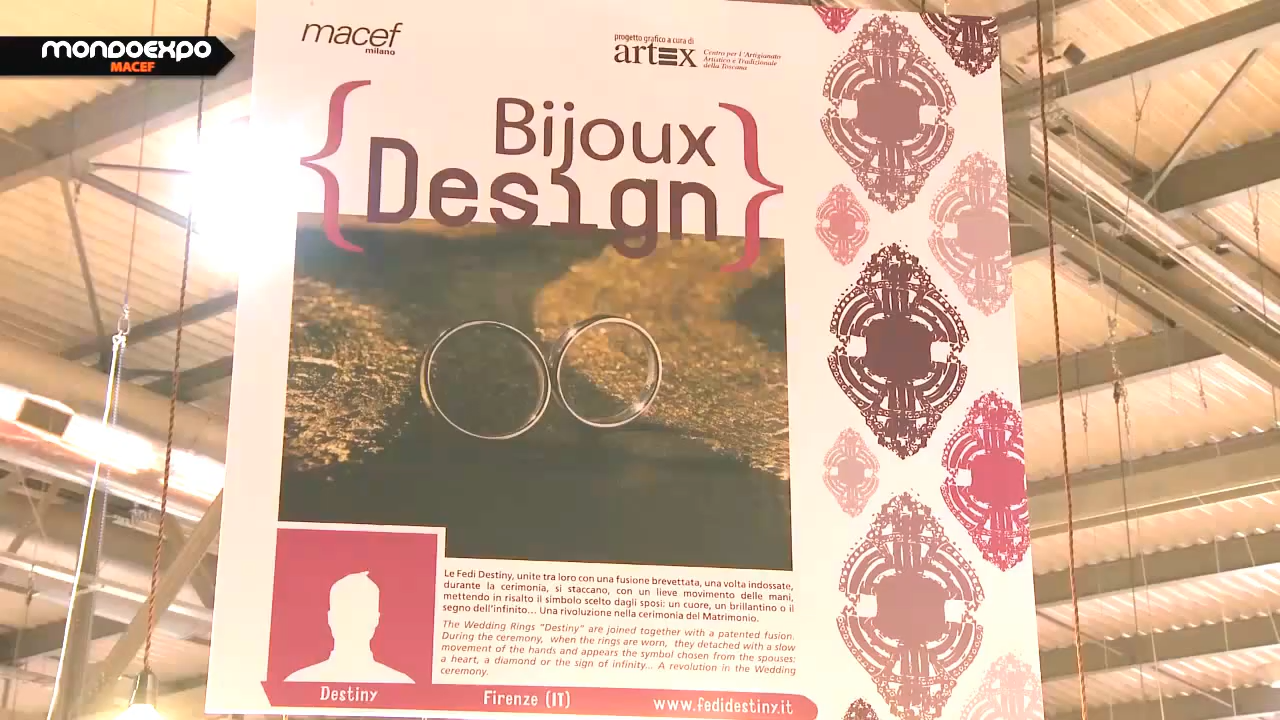 MONDOEXPO
MACEF
macef
milano
progetto grafico a cura di
artex
Centro per l'Artigianato
Artistico e Tradizionale
della Toscana
Bijoux
{Design}
Le Fedi Destiny, unite tra loro con una fusione brevettata, una volta indossate,
durante la cerimonia, si staccano, con un lieve movimento delle mani,
mettendo in risalto il simbolo scelto dagli sposi: un cuore, un brillantino o il
segno dell'infinito... Una rivoluzione nella cerimonia del Matrimonio.
The Wedding Rings "Destiny" are joined together with a patented fusion.
During the ceremony, when the rings are worn, they detached with a slow
movement of the hands and appears the symbol chosen from the spouses:
a heart, a diamond or the sign of infinity... A revolution in the Wedding
ceremony.
Destiny
Firenze (IT)
www.fedidestiny.it